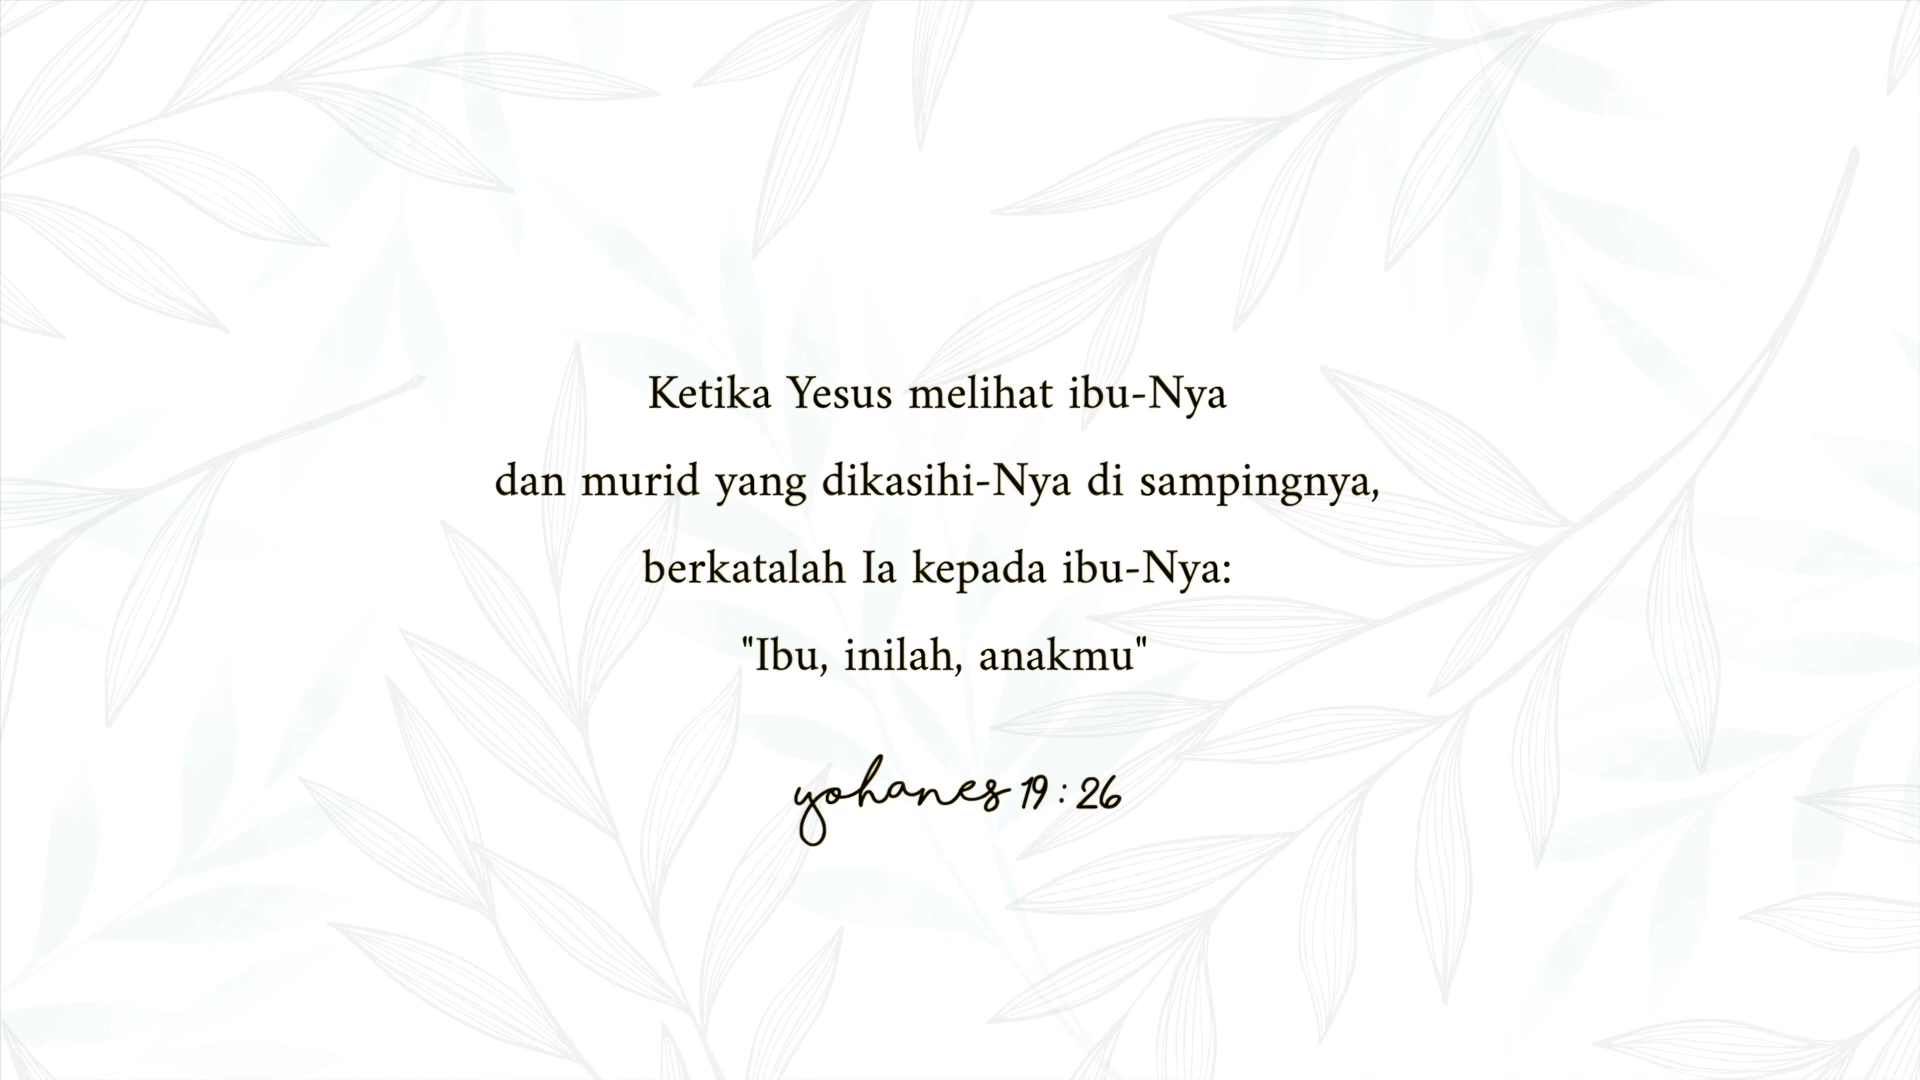 Ketika Yesus melihat ibu-Nya
dan murid yang dikasihi-Nya di sampingnya,
berkatalah Ia kepada ibu-Nya:
"Ibu, inilah, anakmu"
yohanes 19 : 26